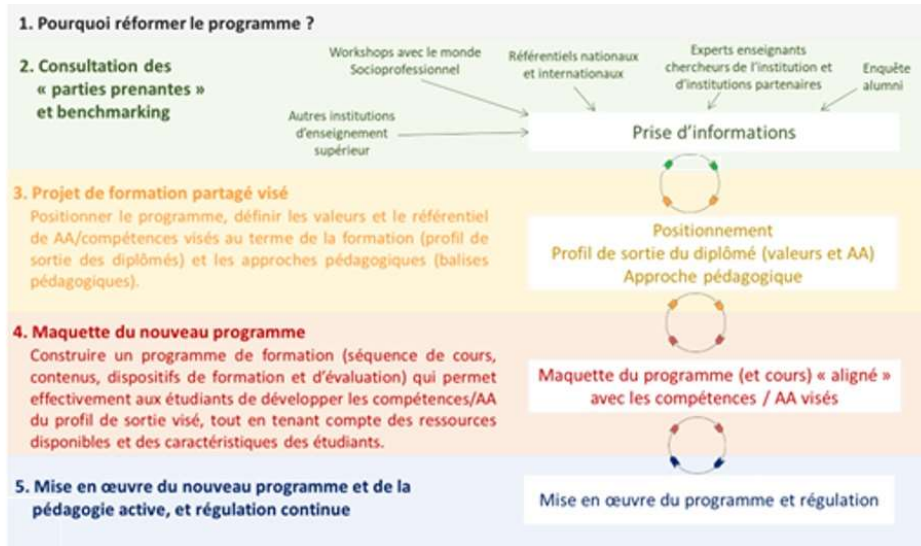 1. Pourquoi réformer le programme ?
2. Consultation des
« parties prenantes »
et benchmarking
Workshops avec le monde
Socioprofessionnel
Référentiels nationaux
et internationaux
Experts enseignants
chercheurs de l'institution et
d'institutions partenaires
Enquête
alumni
Autres institutions
d'enseignement
supérieur
Prise d'informations
3. Projet de formation partagé visé
Positionner le programme, définir les valeurs et le référentiel
de AA/compétences visés au terme de la formation (profil de
sortie des diplômés) et les approches pédagogiques (balises
pédagogiques).
Positionnement
Profil de sortie du diplômé (valeurs et AA)
Approche pédagogique
4. Maquette du nouveau programme
Construire un programme de formation (séquence de cours,
contenus, dispositifs de formation et d'évaluation) qui permet
effectivement aux étudiants de développer les compétences/AA
du profil de sortie visé, tout en tenant compte des ressources
disponibles et des caractéristiques des étudiants.
Maquette du programme (et cours) « aligné »
avec les compétences / AA visés
5. Mise en œuvre du nouveau programme et de la
pédagogie active, et régulation continue
Mise en œuvre du programme et régulation